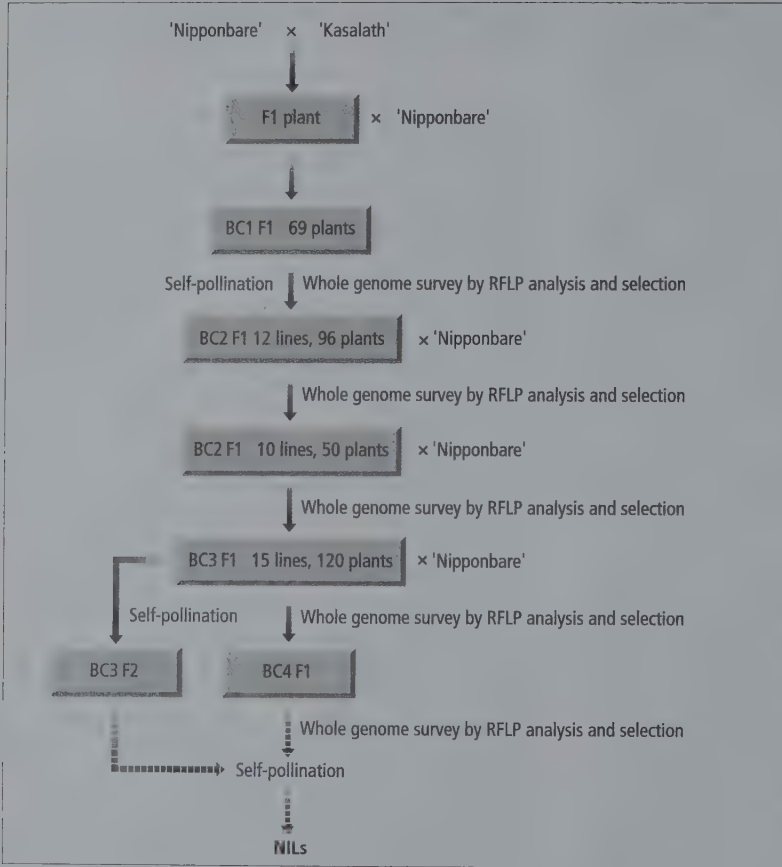 'Nipponbare' × 'Kasalath'
F1 plant × 'Nipponbare'
BC1 F1 69 plants
Self-pollination Whole genome survey by RFLP analysis and selection
BC2 F1 12 lines, 96 plants × 'Nipponbare'
Whole genome survey by RFLP analysis and selection
BC2 F1 10 lines, 50 plants × 'Nipponbare'
Whole genome survey by RFLP analysis and selection
BC3 F1 15 lines, 120 plants × 'Nipponbare'
Self-pollination Whole genome survey by RFLP analysis and selection
BC3 F2 BC4 F1
Whole genome survey by RFLP analysis and selection
Self-pollination
NILs